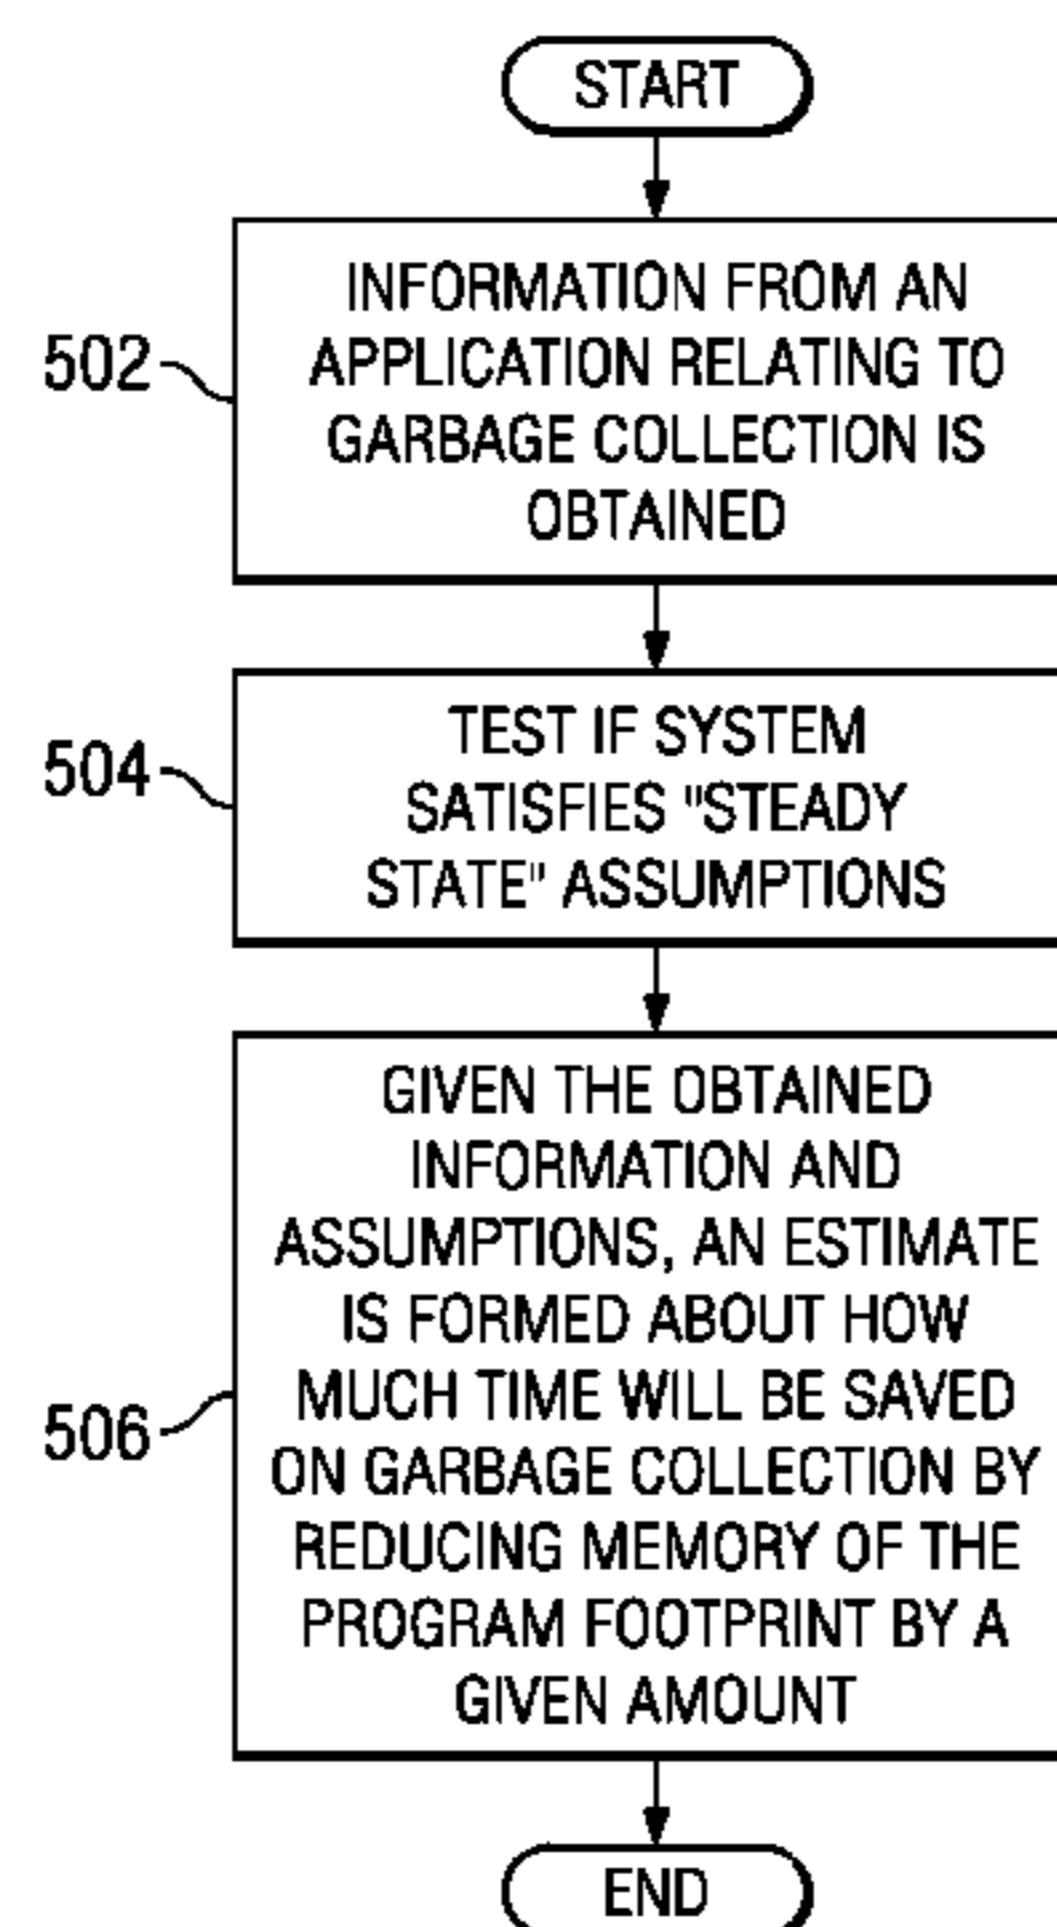 START
502
INFORMATION FROM AN
APPLICATION RELATING TO
GARBAGE COLLECTION IS
OBTAINED
504
TEST IF SYSTEM
SATISFIES "STEADY
STATE" ASSUMPTIONS
506
GIVEN THE OBTAINED
INFORMATION AND
ASSUMPTIONS, AN ESTIMATE
IS FORMED ABOUT HOW
MUCH TIME WILL BE SAVED
ON GARBAGE COLLECTION BY
REDUCING MEMORY OF THE
PROGRAM FOOTPRINT BY A
GIVEN AMOUNT
END